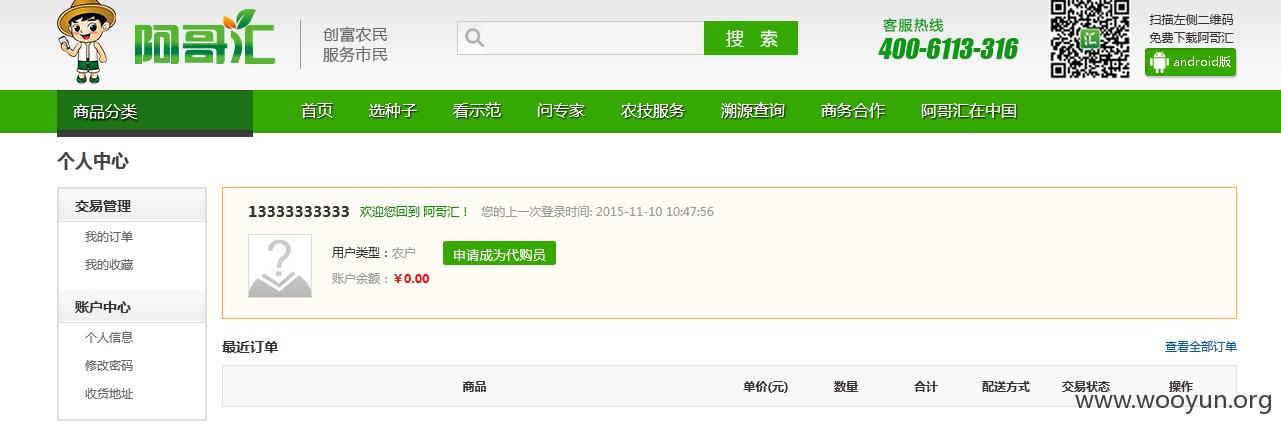 阿哥汇
创富农民
服务市民
搜 索
客服热线
400-6113-316
汇
扫描左侧二维码
免费下载阿哥汇
android版
商品分类 首页 选种子 看示范 问专家 农技服务 溯源查询 商务合作 阿哥汇在中国
个人中心
交易管理
我的订单
我的收藏
账户中心
个人信息
修改密码
收货地址
13333333333 欢迎您回到 阿哥汇！ 您的上一次登录时间: 2015-11-10 10:47:56
用户类型：农户 申请成为代购员
账户余额：￥0.00
最近订单 查看全部订单
商品 单价(元) 数量 合计 配送方式 交易状态 操作
www.wooyun.org